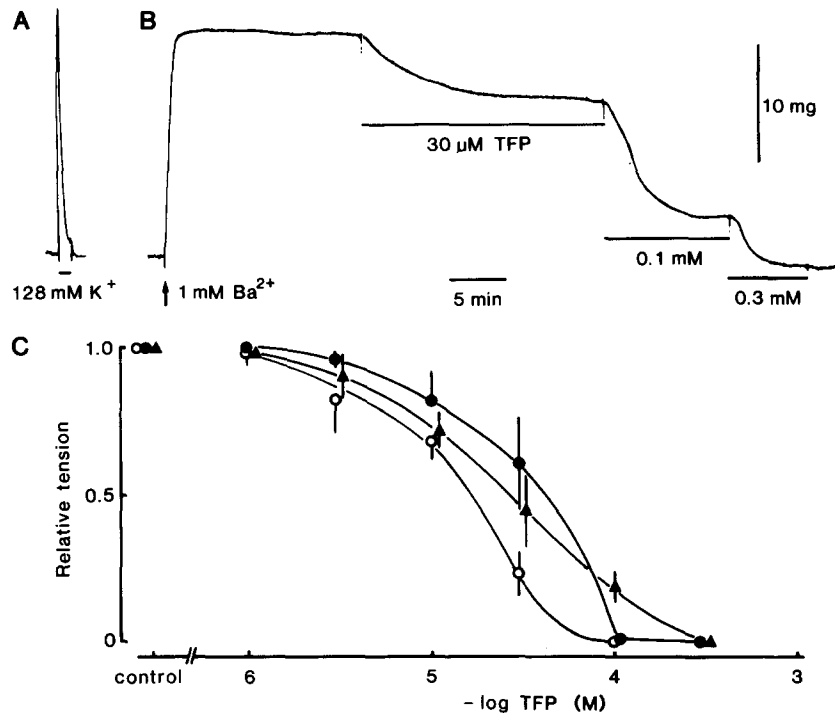 A
B
10 mg
30 μM TFP
0.1 mM
128 mM K⁺
1 mM Ba²⁺
5 min
0.3 mM
C
1.0
0.5
0
Relative tension
control
6
5
4
3
- log TFP (M)